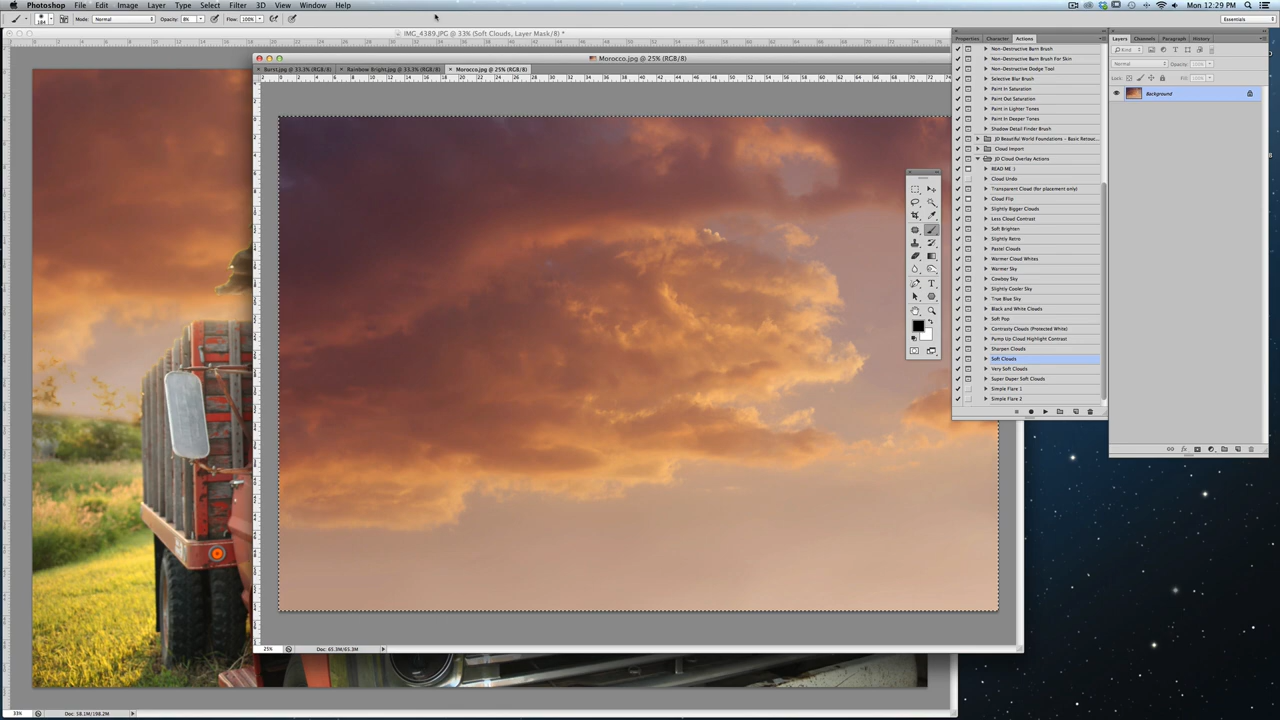 Photoshop File Edit Image Layer Type Select Filter 3D View Window Help
Mon 12:29 PM
184 Mode: Normal Opacity: 8% Flow: 100% Essentials
IMG_4389.JPG @ 33% (Soft Clouds, Layer Mask/8) *
Morocco.jpg @ 25% (RGB/8)
Burst.jpg @ 33.3% (RGB/8) × Rainbow Bright.jpg @ 33.3% (RGB/8) × Morocco.jpg @ 25% (RGB/8)
Properties Character Actions
Non-Destructive Burn Brush
Non-Destructive Burn Brush For Skin
Non-Destructive Dodge Tool
Selective Blur Brush
Paint In Saturation
Paint Out Saturation
Paint in Lighter Tones
Paint In Deeper Tones
Shadow Detail Finder Brush
JD Beautiful World Foundations - Basic Retouc...
Cloud Import
JD Cloud Overlay Actions
READ ME :)
Cloud Undo
Transparent Cloud (for placement only)
Cloud Flip
Slightly Bigger Clouds
Less Cloud Contrast
Soft Brighten
Slightly Retro
Pastel Clouds
Warmer Cloud Whites
Warmer Sky
Cowboy Sky
Slightly Cooler Sky
True Blue Sky
Black and White Clouds
Soft Pop
Contrasty Clouds (Protected White)
Pump Up Cloud Highlight Contrast
Sharpen Clouds
Soft Clouds
Very Soft Clouds
Super Duper Soft Clouds
Simple Flare 1
Simple Flare 2
Layers Channels Paragraph History
Kind
Normal Opacity: 100%
Lock: Fill: 100%
Background
25% Doc: 65.3M/65.3M
33% Doc: 58.1M/198.2M